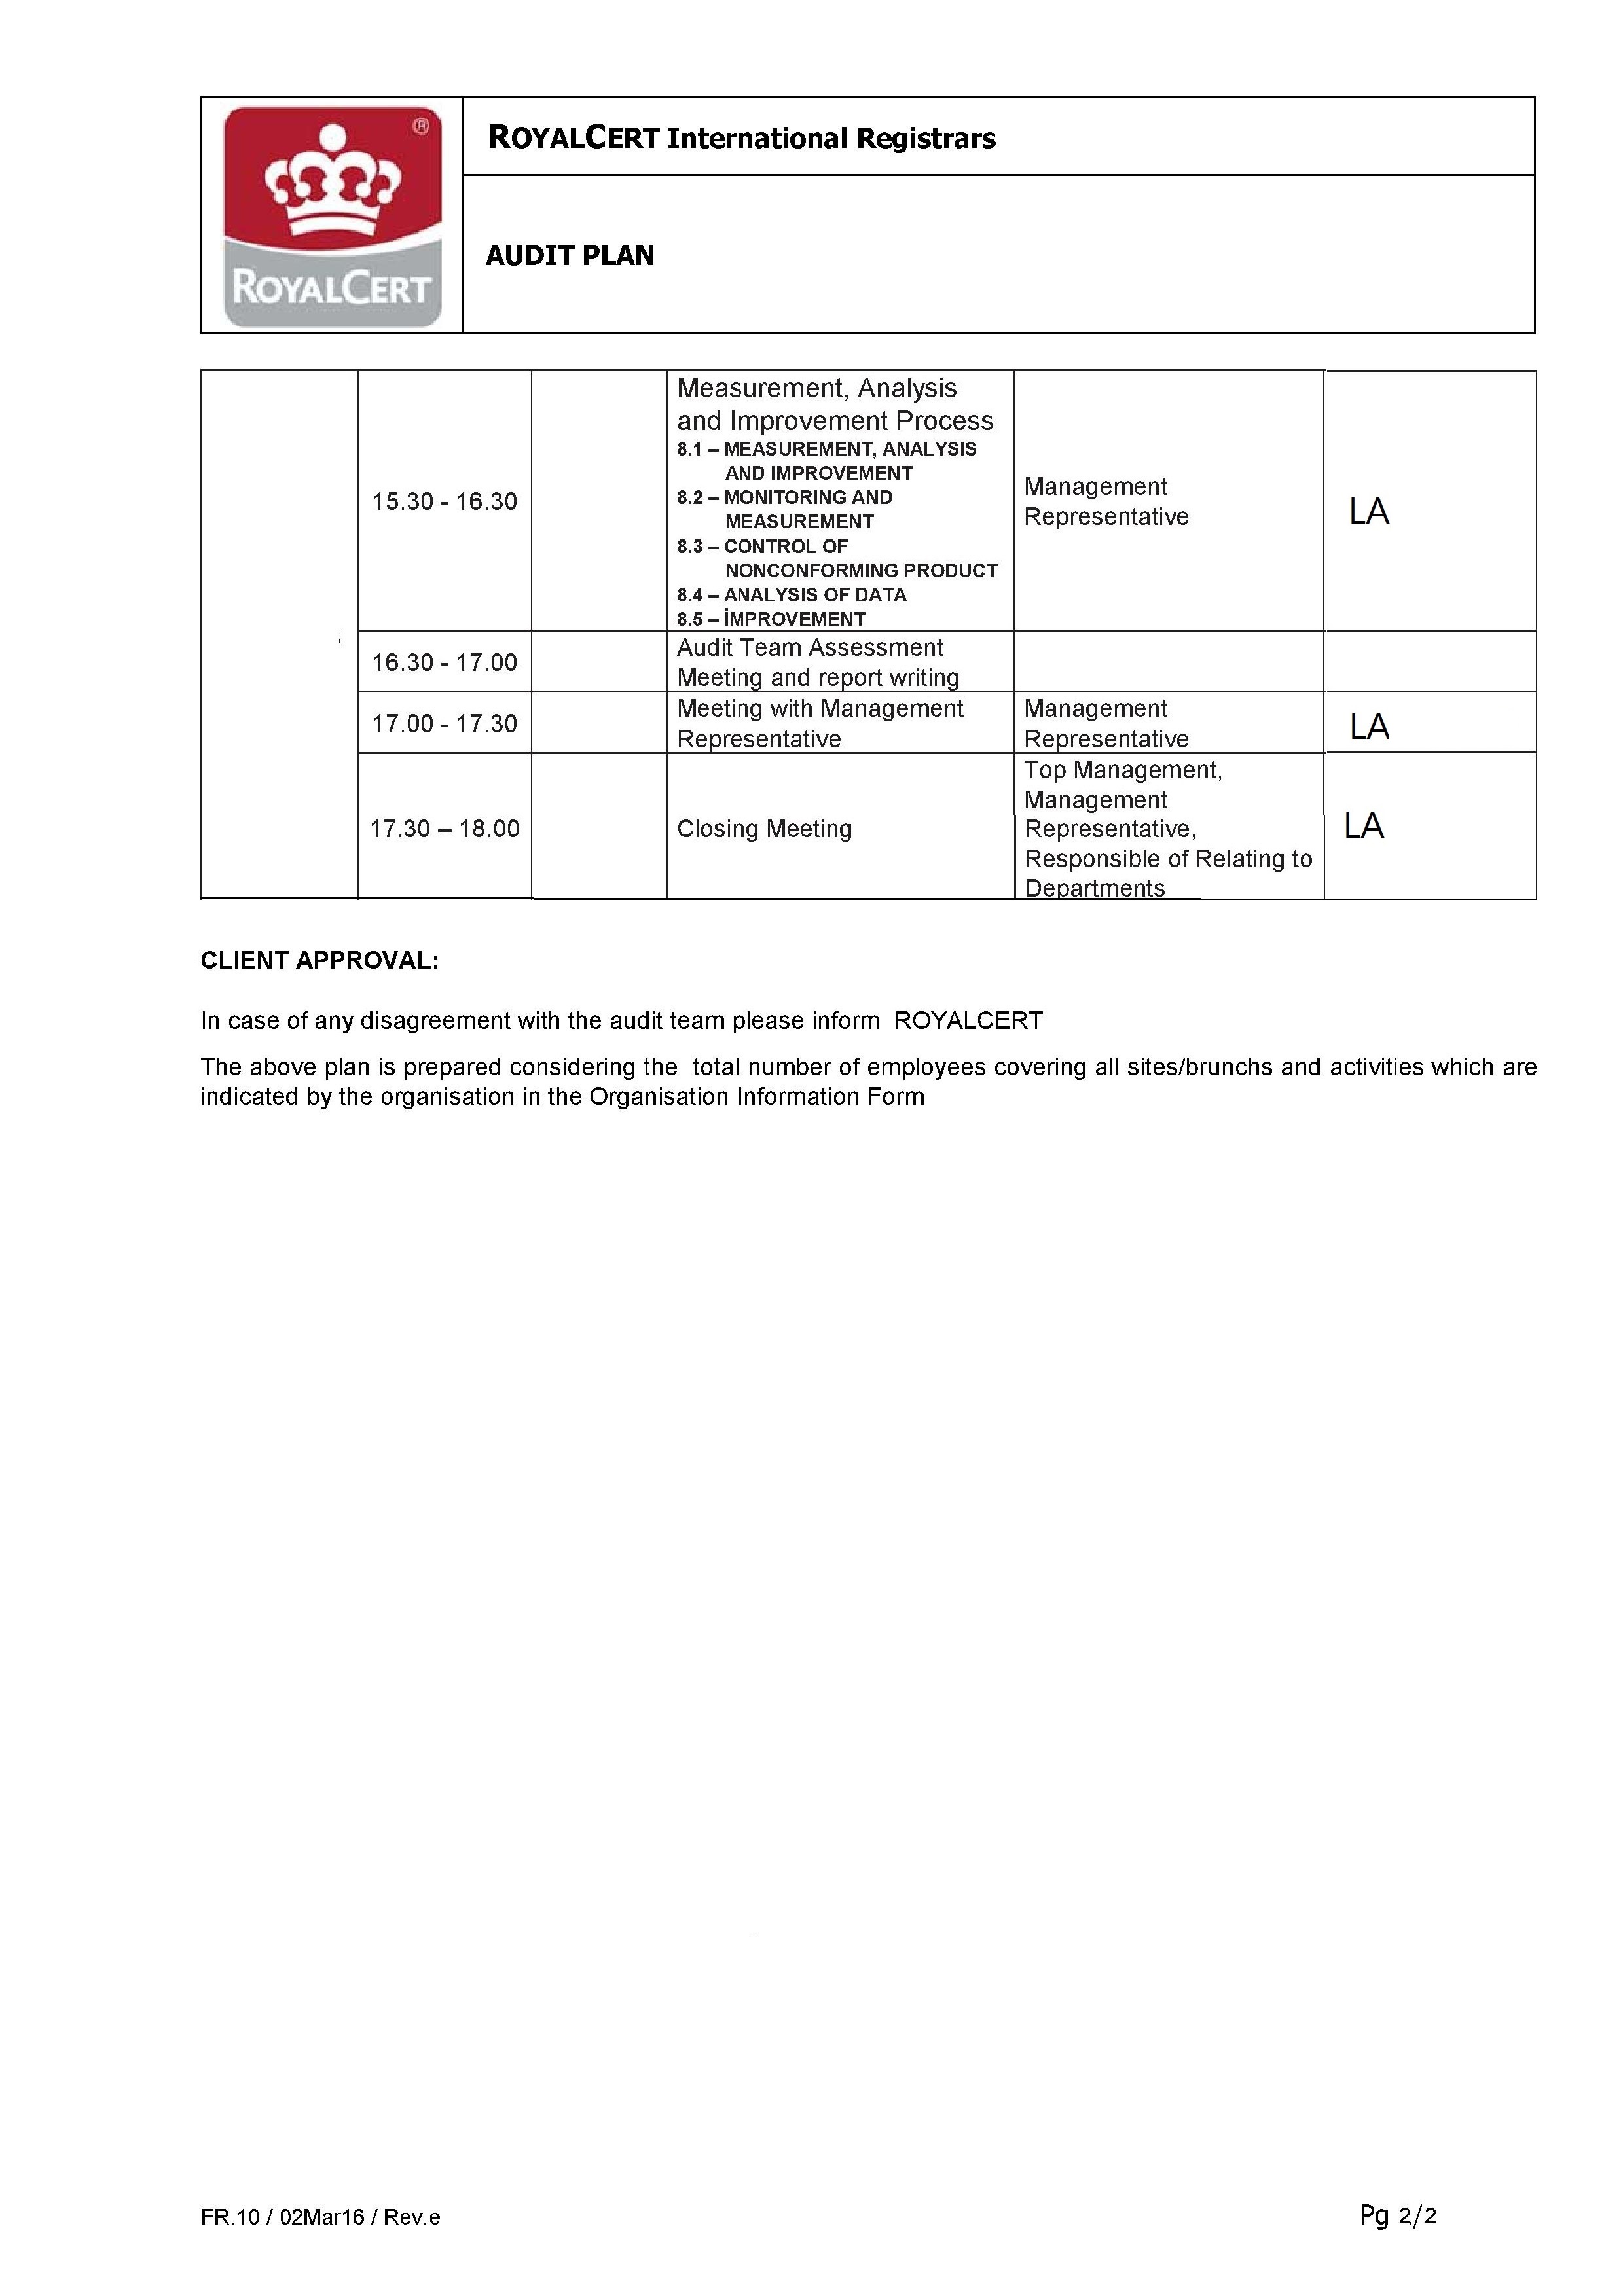 ®
ROYALCERT
ROYALCERT International Registrars
AUDIT PLAN
15.30 - 16.30
Measurement, Analysis
and Improvement Process
8.1 – MEASUREMENT, ANALYSIS
AND IMPROVEMENT
8.2 – MONITORING AND
MEASUREMENT
8.3 – CONTROL OF
NONCONFORMING PRODUCT
8.4 – ANALYSIS OF DATA
8.5 – İMPROVEMENT
Management
Representative
LA
16.30 - 17.00
Audit Team Assessment
Meeting and report writing
17.00 - 17.30
Meeting with Management
Representative
Management
Representative
LA
17.30 – 18.00
Closing Meeting
Top Management,
Management
Representative,
Responsible of Relating to
Departments
LA
CLIENT APPROVAL:
In case of any disagreement with the audit team please inform ROYALCERT
The above plan is prepared considering the total number of employees covering all sites/brunchs and activities which are
indicated by the organisation in the Organisation Information Form
FR.10 / 02Mar16 / Rev.e
Pg 2/2